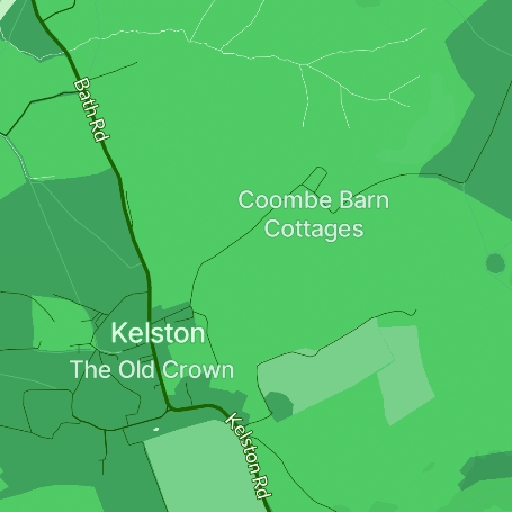 Bath Rd
Coombe Barn
Cottages
Kelston
The Old Crown
Kelston Rd